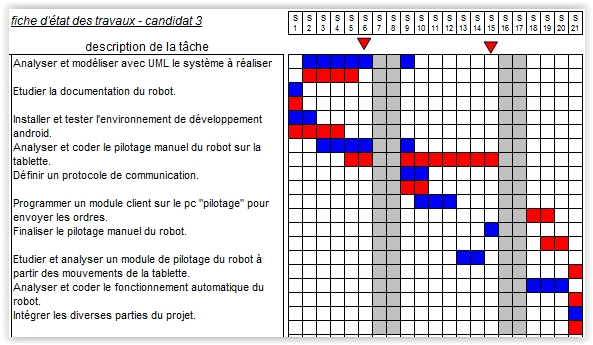 fiche d'état des travaux - candidat 3
S S S S S S S S S S S S S S S S S S S S S
1 2 3 4 5 6 7 8 9 10 11 12 13 14 15 16 17 18 19 20 21
description de la tâche
Analyser et modéliser avec UML le système à réaliser
Etudier la documentation du robot.
Installer et tester l'environnement de développement
android.
Analyser et coder le pilotage manuel du robot sur la
tablette.
Définir un protocole de communication.
Programmer un module client sur le pc "pilotage" pour
envoyer les ordres.
Finaliser le pilotage manuel du robot.
Etudier et analyser un module de pilotage du robot à
partir des mouvements de la tablette.
Analyser et coder le fonctionnement automatique du
robot.
Intégrer les diverses parties du projet.